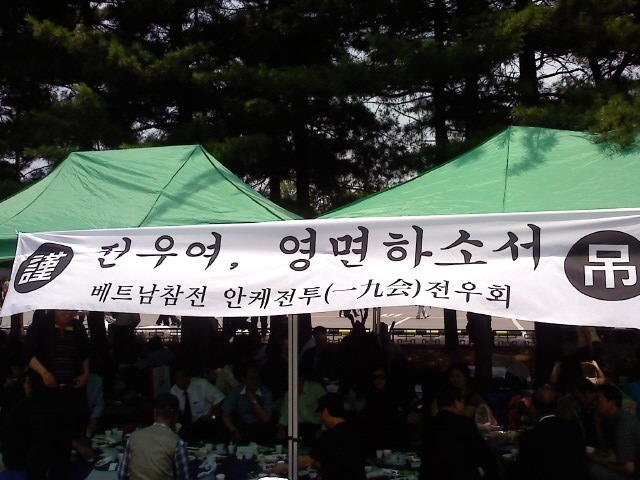 謹 전우여, 영면하소서 吊
베트남참전 안케전투(一九会)전우회